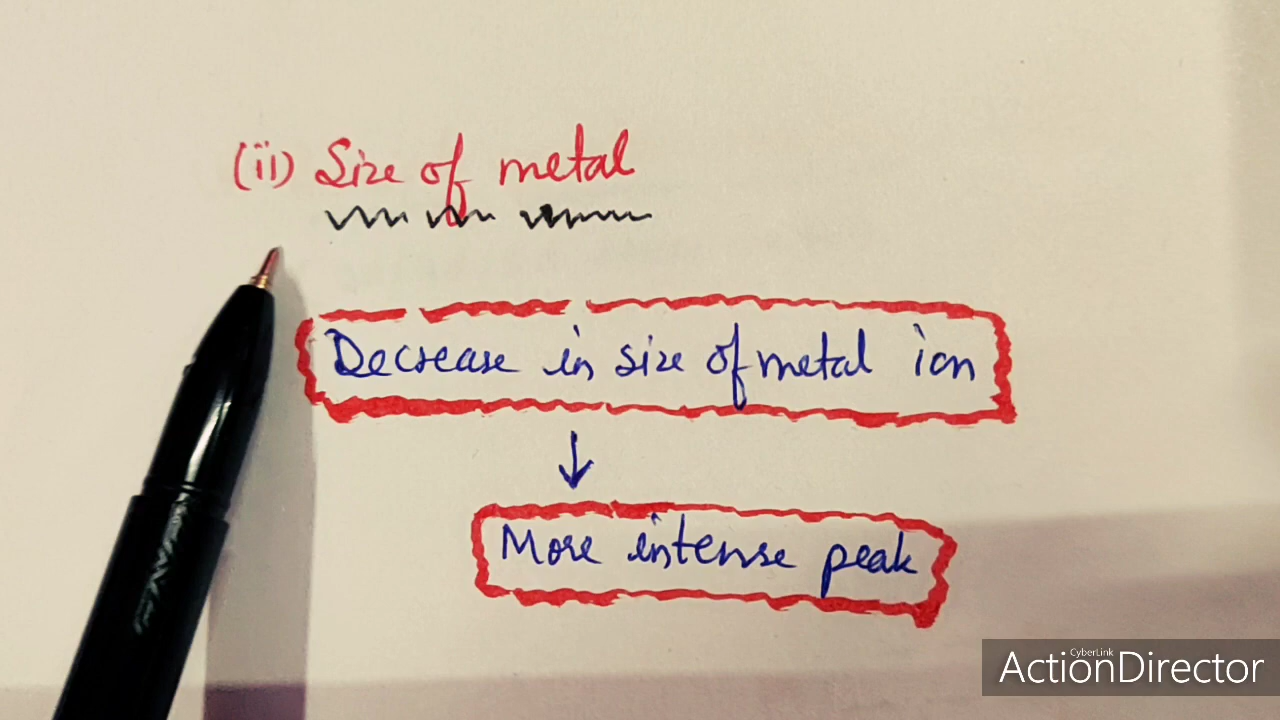 (ii) Size of metal
Decrease in size of metal ion
↓
More intense peak
CyberLink
ActionDirector